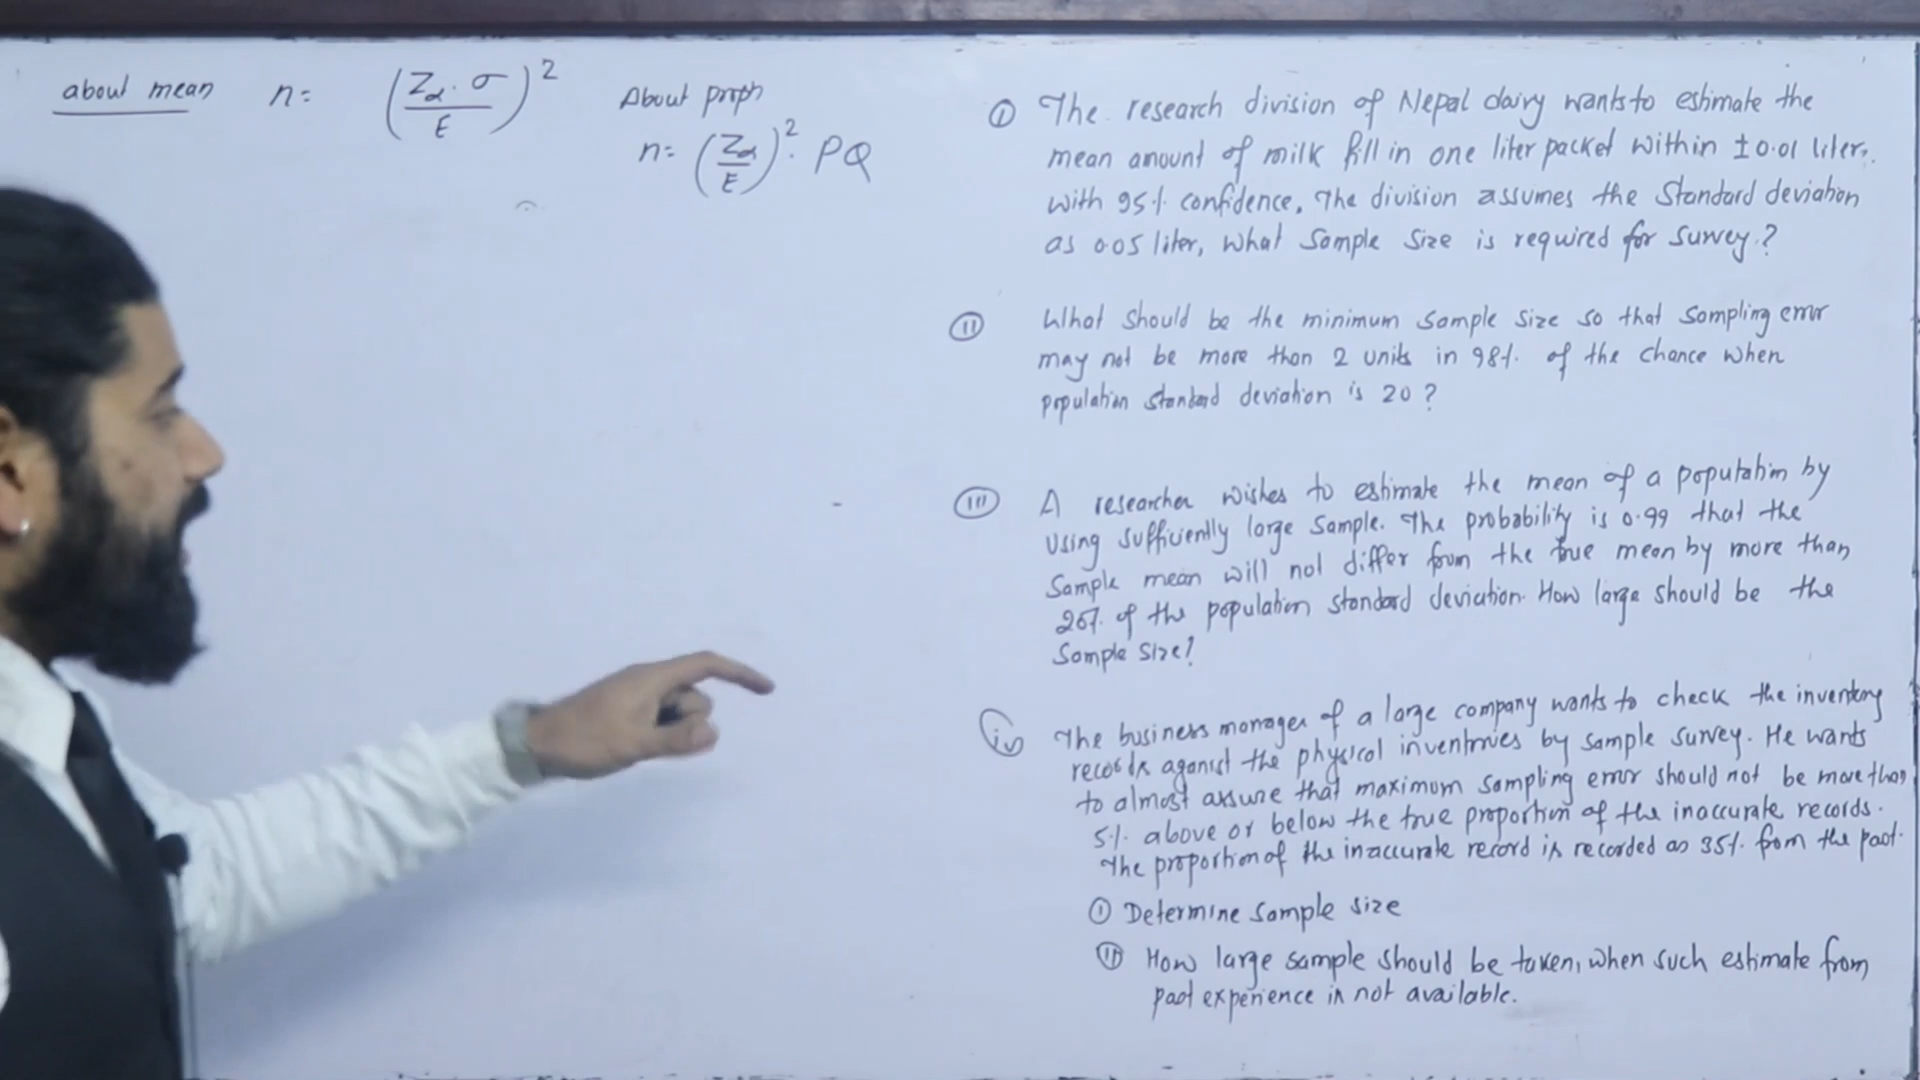 about mean n= (Zα. σ / E)²
About propn
n= (Zα / E)². PQ
① The research division of Nepal dairy wants to estimate the
mean amount of milk fill in one liter packet within ±0.01 liter,
with 95% confidence, The division assumes the Standard deviation
as 0.05 liter, what Sample Size is required for Survey?
⑪ What should be the minimum Sample Size so that Sampling error
may not be more than 2 units in 98% of the chance when
population Standard deviation is 20?
(iii) A researcher wishes to estimate the mean of a population by
using sufficiently large Sample. The probability is 0.99 that the
Sample mean will not differ from the true mean by more than
of the population standard deviation. How large should be the
Sample Size?
(iv) The business manager of a large company wants to check the inventory
records against the physical inventories by Sample survey. He wants
to almost assure that maximum sampling error should not be more than
5% above or below the true proportion of the inaccurate records.
The proportion of the inaccurate record is recorded as 35% from the past.
① Determine Sample size
⑪ How large sample should be taken, when such estimate from
past experience is not available.